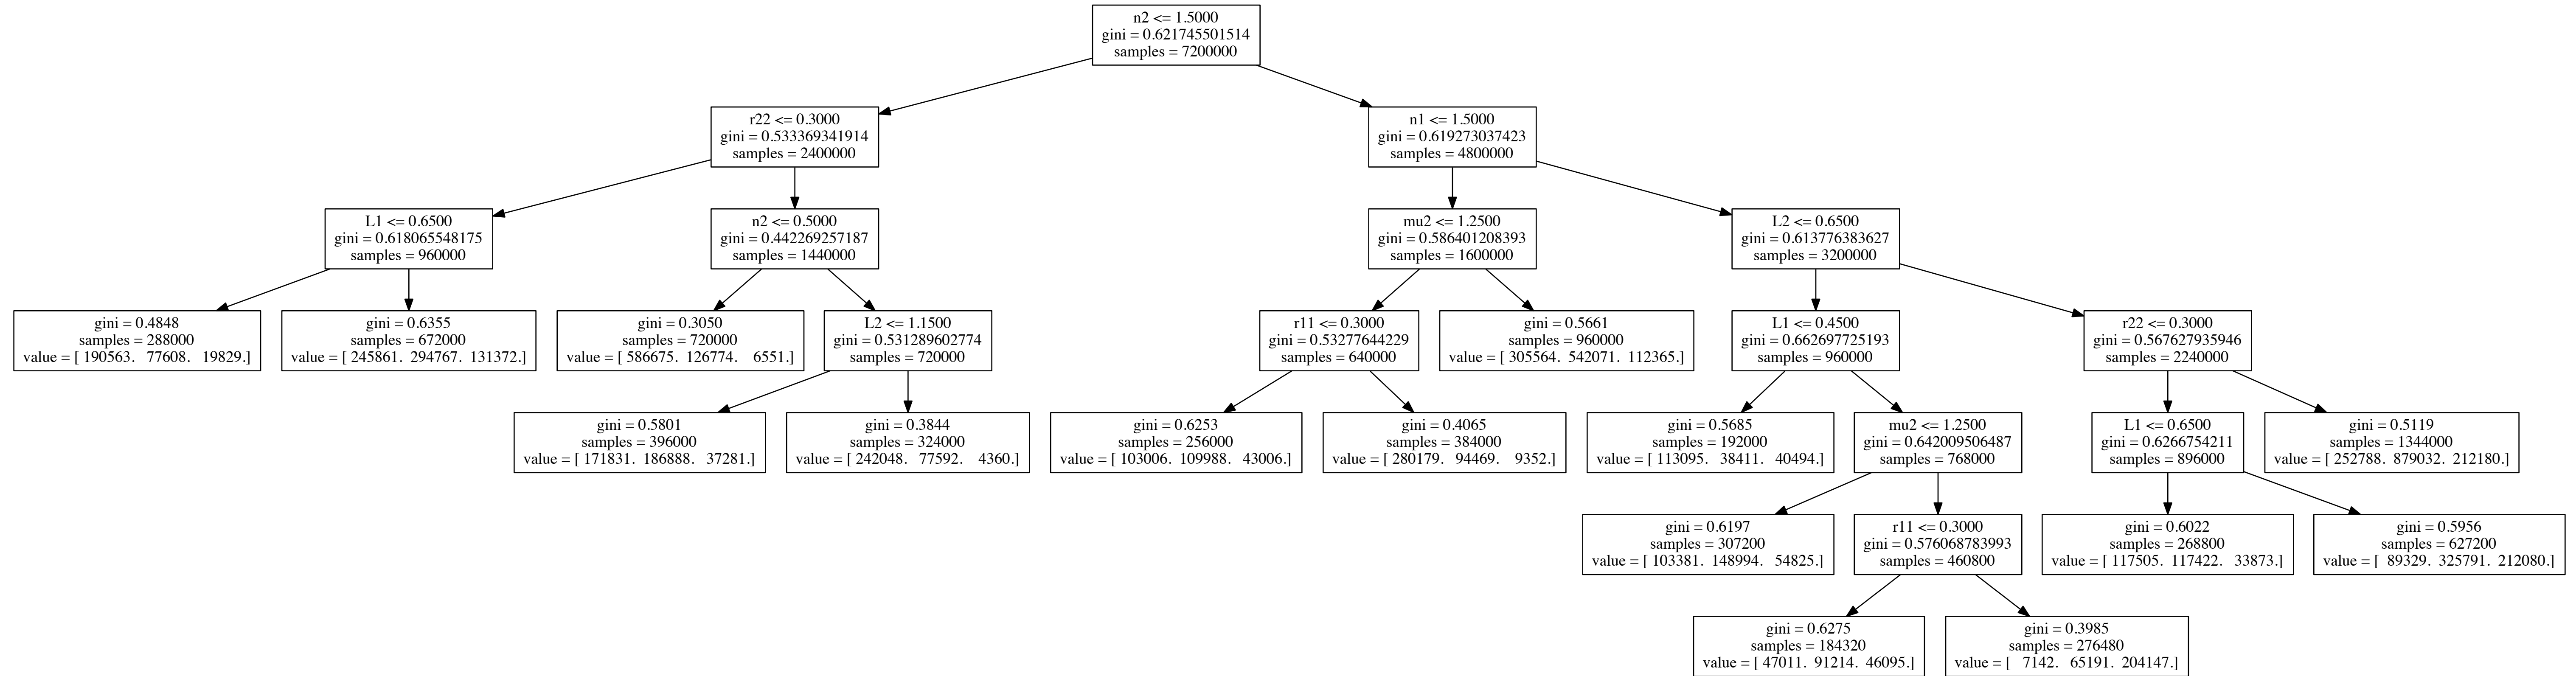 n2 <= 1.5000
gini = 0.621745501514
samples = 7200000
r22 <= 0.3000
gini = 0.533369341914
samples = 2400000
n1 <= 1.5000
gini = 0.619273037423
samples = 4800000
L1 <= 0.6500
gini = 0.618065548175
samples = 960000
n2 <= 0.5000
gini = 0.442269257187
samples = 1440000
mu2 <= 1.2500
gini = 0.586401208393
samples = 1600000
L2 <= 0.6500
gini = 0.613776383627
samples = 3200000
gini = 0.4848
samples = 288000
value = [ 190563.  77608.  19829.]
gini = 0.6355
samples = 672000
value = [ 245861.  294767.  131372.]
gini = 0.3050
samples = 720000
value = [ 586675.  126774.  6551.]
L2 <= 1.1500
gini = 0.531289602774
samples = 720000
r11 <= 0.3000
gini = 0.53277644229
samples = 640000
gini = 0.5661
samples = 960000
value = [ 305564.  542071.  112365.]
L1 <= 0.4500
gini = 0.662697725193
samples = 960000
r22 <= 0.3000
gini = 0.567627935946
samples = 2240000
gini = 0.5801
samples = 396000
value = [ 171831.  186888.  37281.]
gini = 0.3844
samples = 324000
value = [ 242048.  77592.  4360.]
gini = 0.6253
samples = 256000
value = [ 103006.  109988.  43006.]
gini = 0.4065
samples = 384000
value = [ 280179.  94469.  9352.]
gini = 0.5685
samples = 192000
value = [ 113095.  38411.  40494.]
mu2 <= 1.2500
gini = 0.642009506487
samples = 768000
L1 <= 0.6500
gini = 0.6266754211
samples = 896000
gini = 0.5119
samples = 1344000
value = [ 252788.  879032.  212180.]
gini = 0.6197
samples = 307200
value = [ 103381.  148994.  54825.]
r11 <= 0.3000
gini = 0.576068783993
samples = 460800
gini = 0.6022
samples = 268800
value = [ 117505.  117422.  33873.]
gini = 0.5956
samples = 627200
value = [ 89329.  325791.  212080.]
gini = 0.6275
samples = 184320
value = [ 47011.  91214.  46095.]
gini = 0.3985
samples = 276480
value = [ 7142.  65191.  204147.]